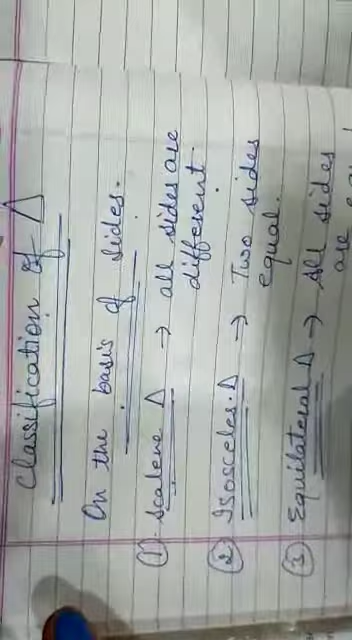 Classification of Δ
On the basis of sides.
① Scalene Δ → all sides are
different.
② Isosceles. Δ → Two sides
equal.
③ Equilateral Δ → All sides
are